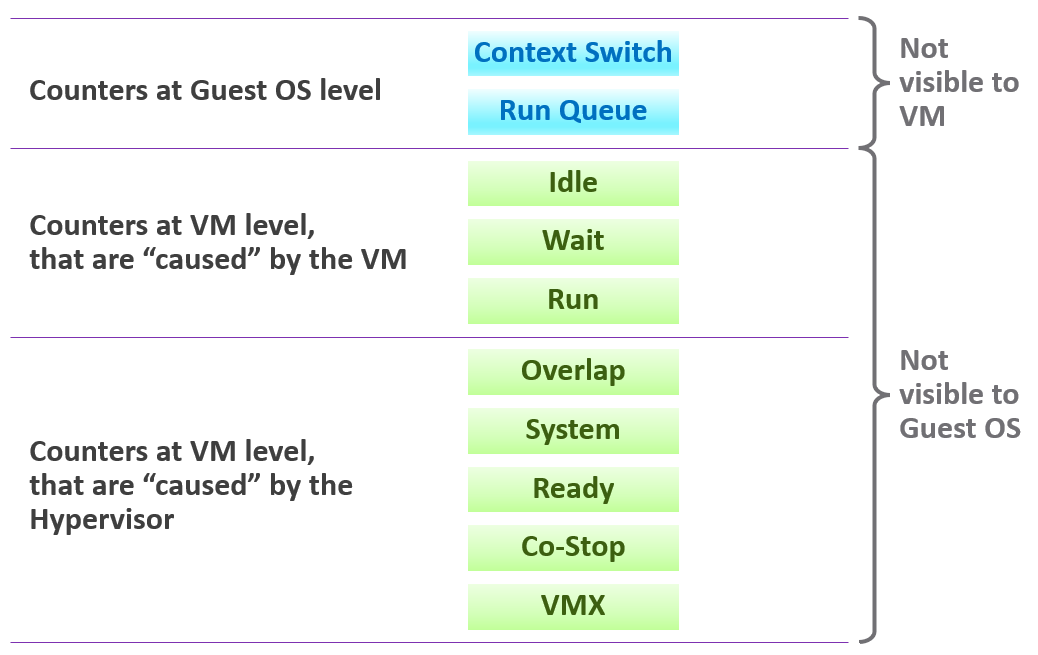 Counters at Guest OS level
Context Switch
Run Queue
Not
visible to
VM
Counters at VM level,
that are “caused” by the VM
Idle
Wait
Run
Counters at VM level,
that are “caused” by the
Hypervisor
Overlap
System
Ready
Co-Stop
VMX
Not
visible to
Guest OS